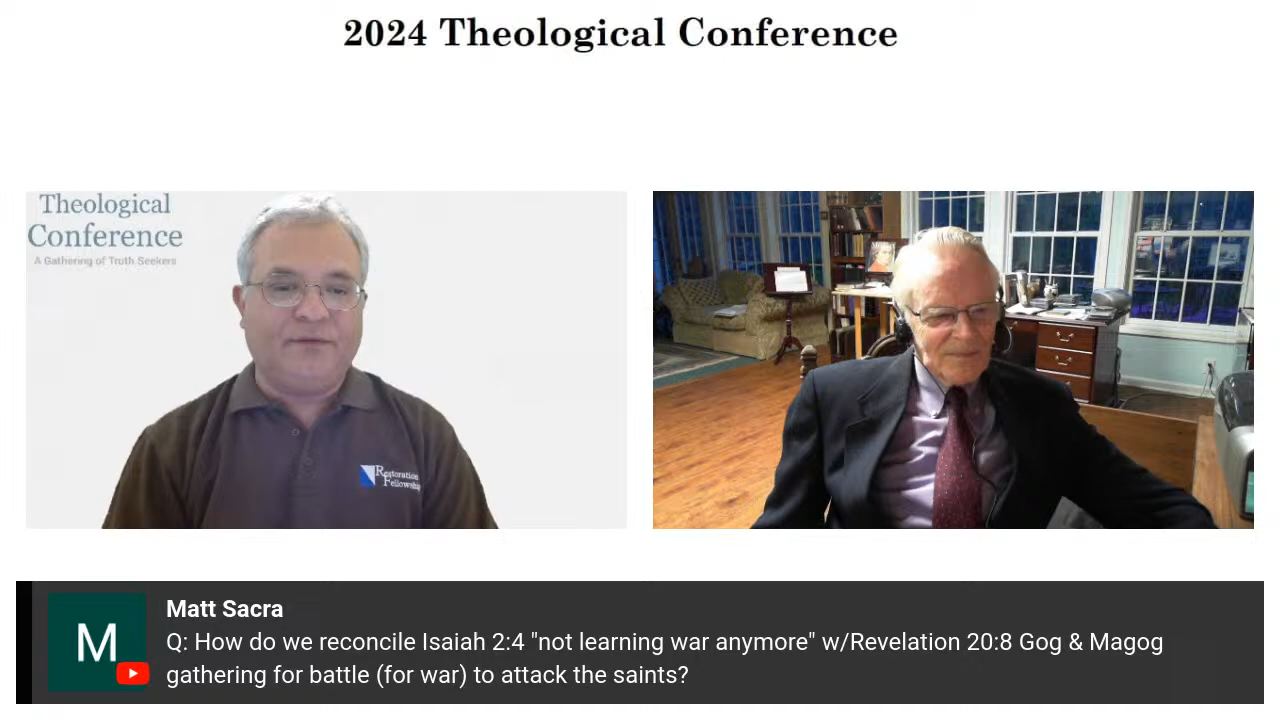 2024 Theological Conference
Theological
Conference
A Gathering of Truth Seekers
Restoration
Fellowship
M
Matt Sacra
Q: How do we reconcile Isaiah 2:4 "not learning war anymore" w/Revelation 20:8 Gog & Magog
gathering for battle (for war) to attack the saints?